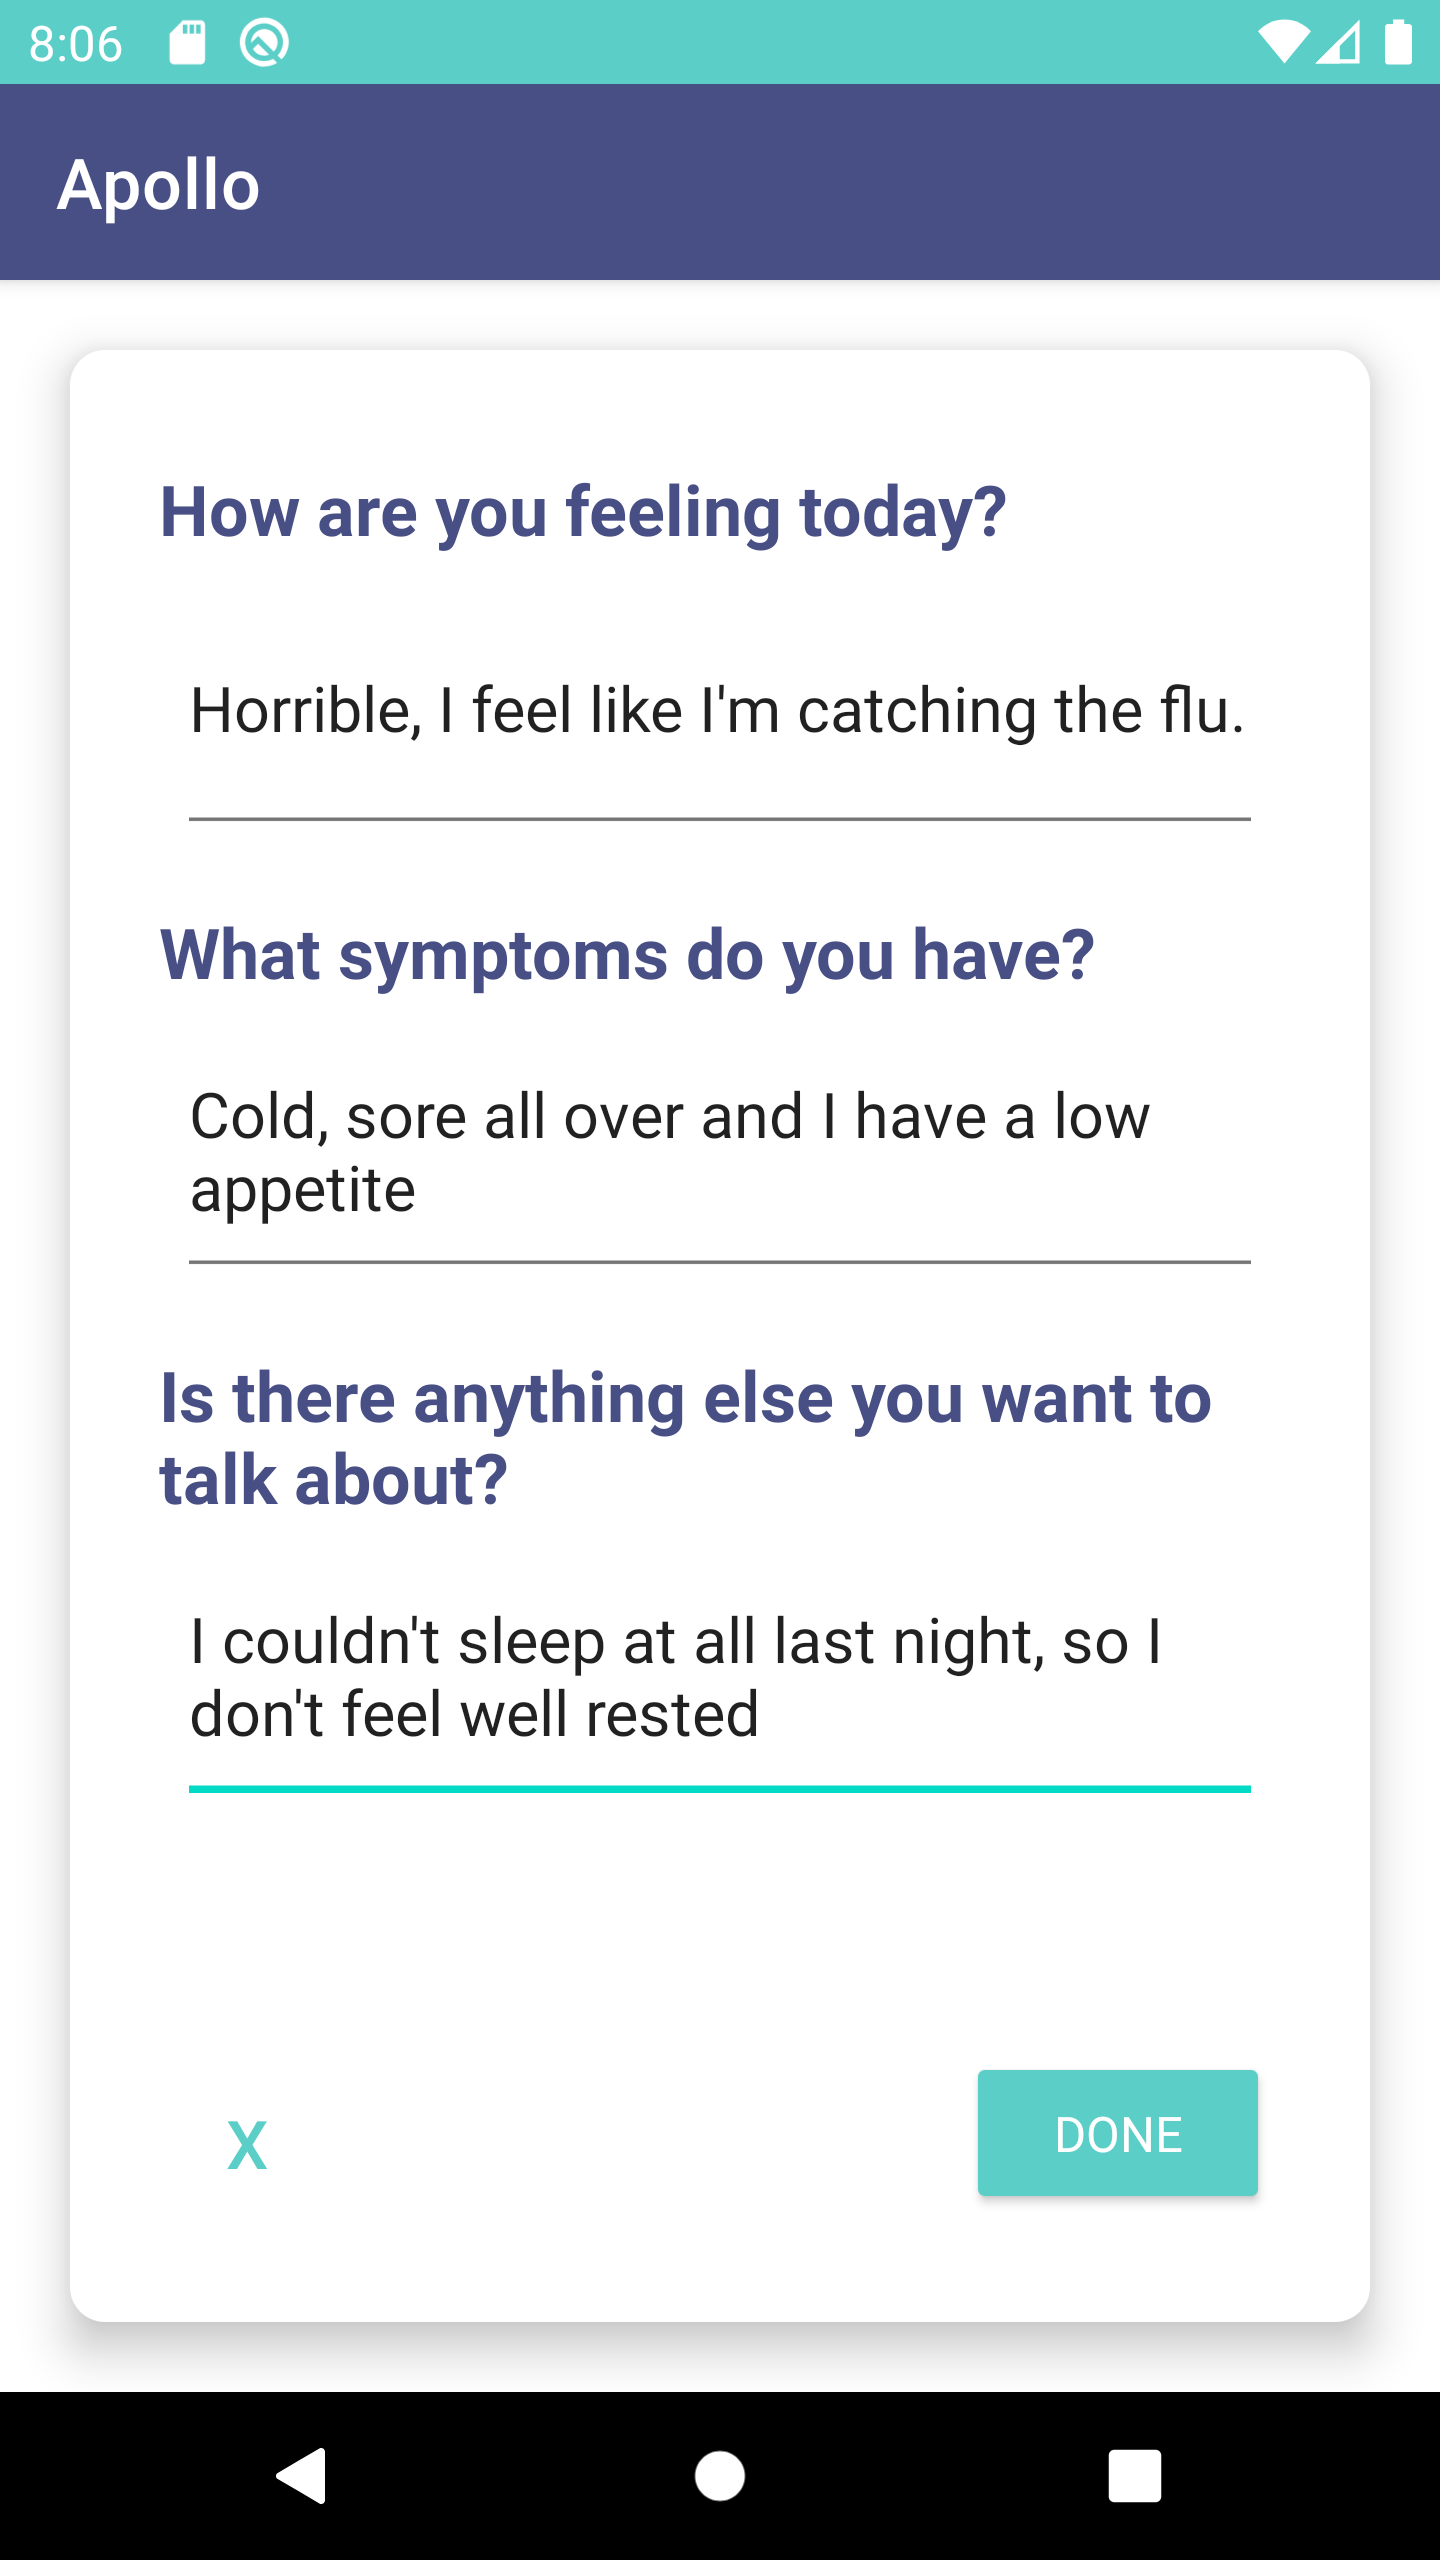 8:06
Apollo
How are you feeling today?
Horrible, I feel like I'm catching the flu.
What symptoms do you have?
Cold, sore all over and I have a low
appetite
Is there anything else you want to
talk about?
I couldn't sleep at all last night, so I
don't feel well rested
X
DONE